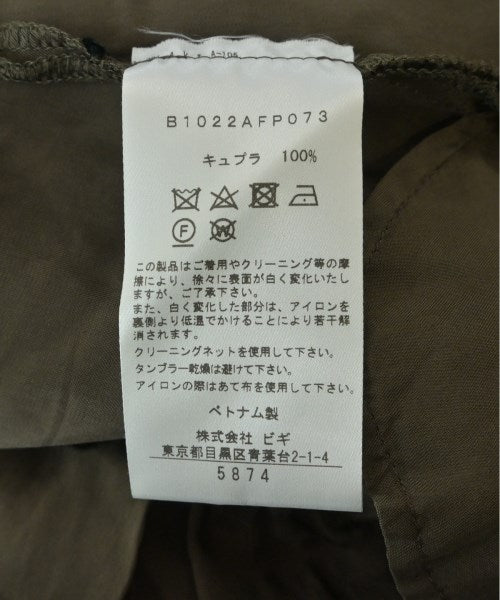 B1022AFP073
キュプラ 100%
F W
この製品はご着用やクリーニング等の摩
擦により、徐々に表面が白く変化いたし
ますが、ご了承下さい。
また、白く変化した部分は、アイロンを
裏側より低温でかけることにより若干解
消されます。
クリーニングネットを使用して下さい。
タンブラー乾燥は避けて下さい。
アイロンの際はあて布を使用して下さい。
ベトナム製
株式会社 ビギ
東京都目黒区青葉台2-1-4
5874